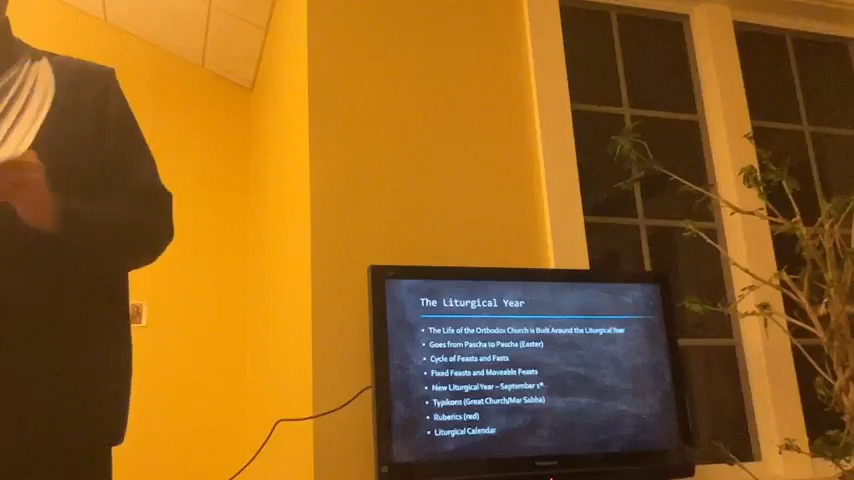 The Liturgical Year
• The Life of the Orthodox Church is Built Around the Liturgical Year
• Goes from Pascha to Pascha (Easter)
• Cycle of Feasts and Fasts
• Fixed Feasts and Moveable Feasts
• New Liturgical Year – September 1st
• Typikons (Great Church/Mar Sabba)
• Ruberics (red)
• Liturgical Calendar
Panasonic